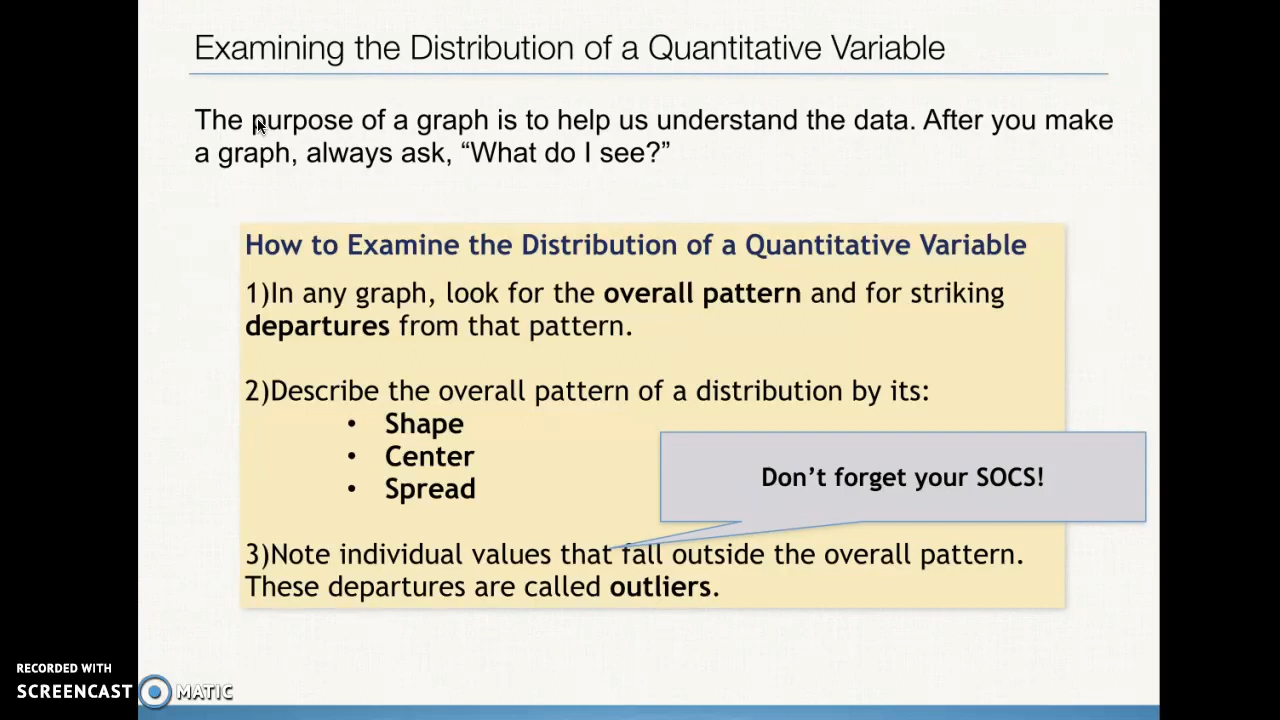 Examining the Distribution of a Quantitative Variable
The purpose of a graph is to help us understand the data. After you make
a graph, always ask, “What do I see?”
How to Examine the Distribution of a Quantitative Variable
1)In any graph, look for the overall pattern and for striking
departures from that pattern.
2)Describe the overall pattern of a distribution by its:
• Shape
• Center
• Spread
Don’t forget your SOCS!
3)Note individual values that fall outside the overall pattern.
These departures are called outliers.
RECORDED WITH
SCREENCAST MATIC